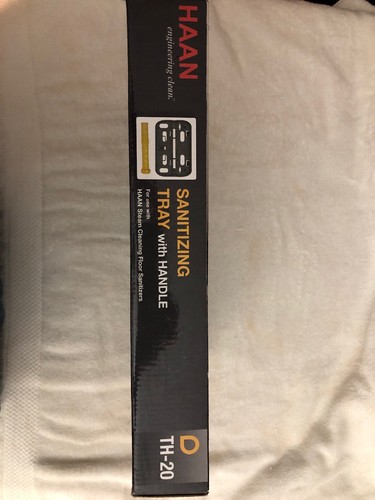 HAAN
engineering clean.
SANITIZING
TRAY with HANDLE
For use with
HAAN Steam Cleaning Floor Sanitizers
D
TH-20